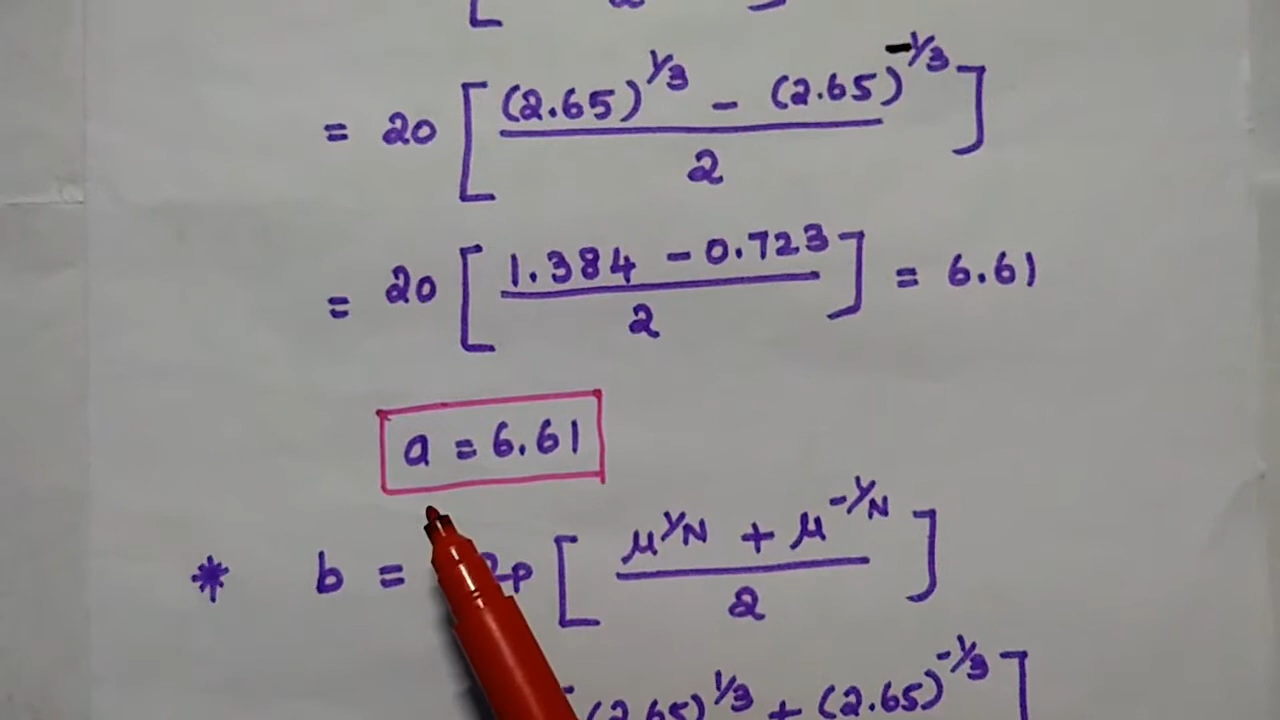 = 20 [ (2.65)^1/3 - (2.65)^-1/3 / 2 ]
= 20 [ 1.384 - 0.723 / 2 ] = 6.61
a = 6.61
* b = p [ μ^1/N + μ^-1/N / 2 ]
(2.65)^1/3 + (2.65)^-1/3 ]